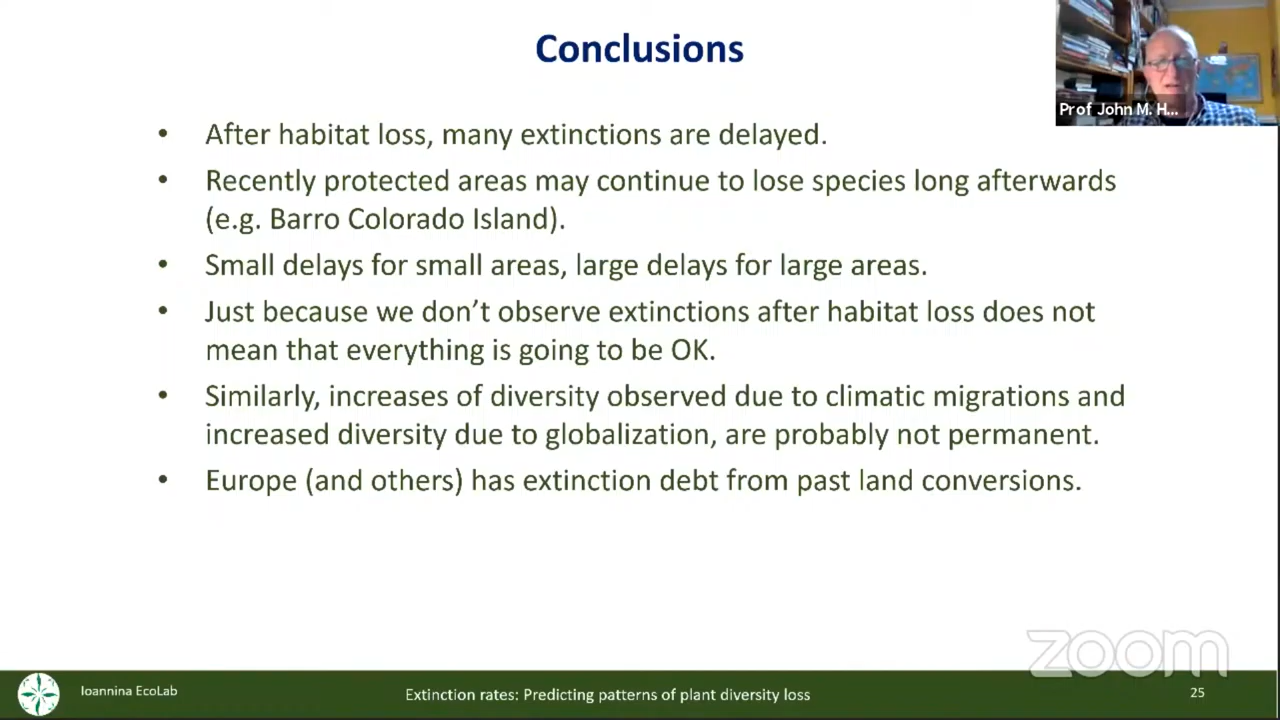 Conclusions
Prof John M. H...
• After habitat loss, many extinctions are delayed.
• Recently protected areas may continue to lose species long afterwards
(e.g. Barro Colorado Island).
• Small delays for small areas, large delays for large areas.
• Just because we don’t observe extinctions after habitat loss does not
mean that everything is going to be OK.
• Similarly, increases of diversity observed due to climatic migrations and
increased diversity due to globalization, are probably not permanent.
• Europe (and others) has extinction debt from past land conversions.
zoom
Ioannina EcoLab
Extinction rates: Predicting patterns of plant diversity loss
25